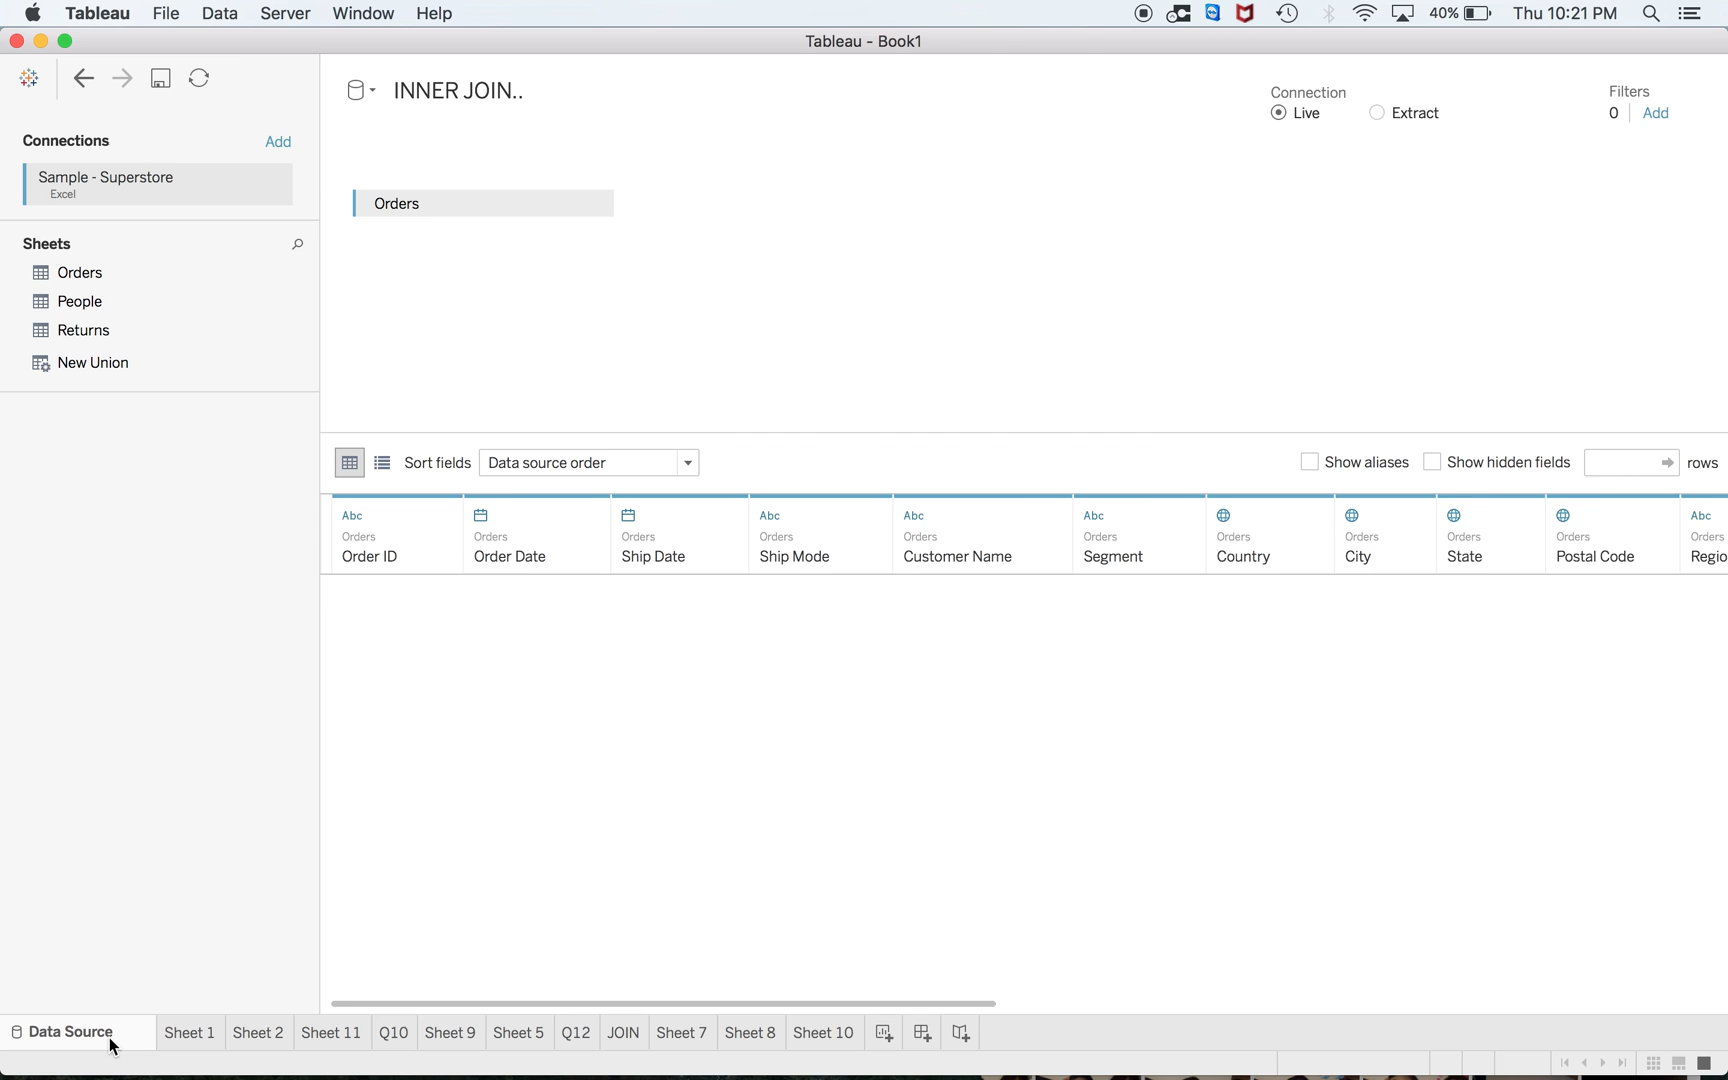 Tableau File Data Server Window Help 40% Thu 10:21 PM
Tableau - Book1
INNER JOIN..
Connection
Live Extract
Filters
0 Add
Connections Add
Sample - Superstore
Excel
Orders
Sheets
Orders
People
Returns
New Union
Sort fields Data source order Show aliases Show hidden fields rows
Abc Abc Abc Abc Abc
Orders Orders Orders Orders Orders Orders Orders Orders Orders Orders Orders
Order ID Order Date Ship Date Ship Mode Customer Name Segment Country City State Postal Code Regio
Data Source Sheet 1 Sheet 2 Sheet 11 Q10 Sheet 9 Sheet 5 Q12 JOIN Sheet 7 Sheet 8 Sheet 10